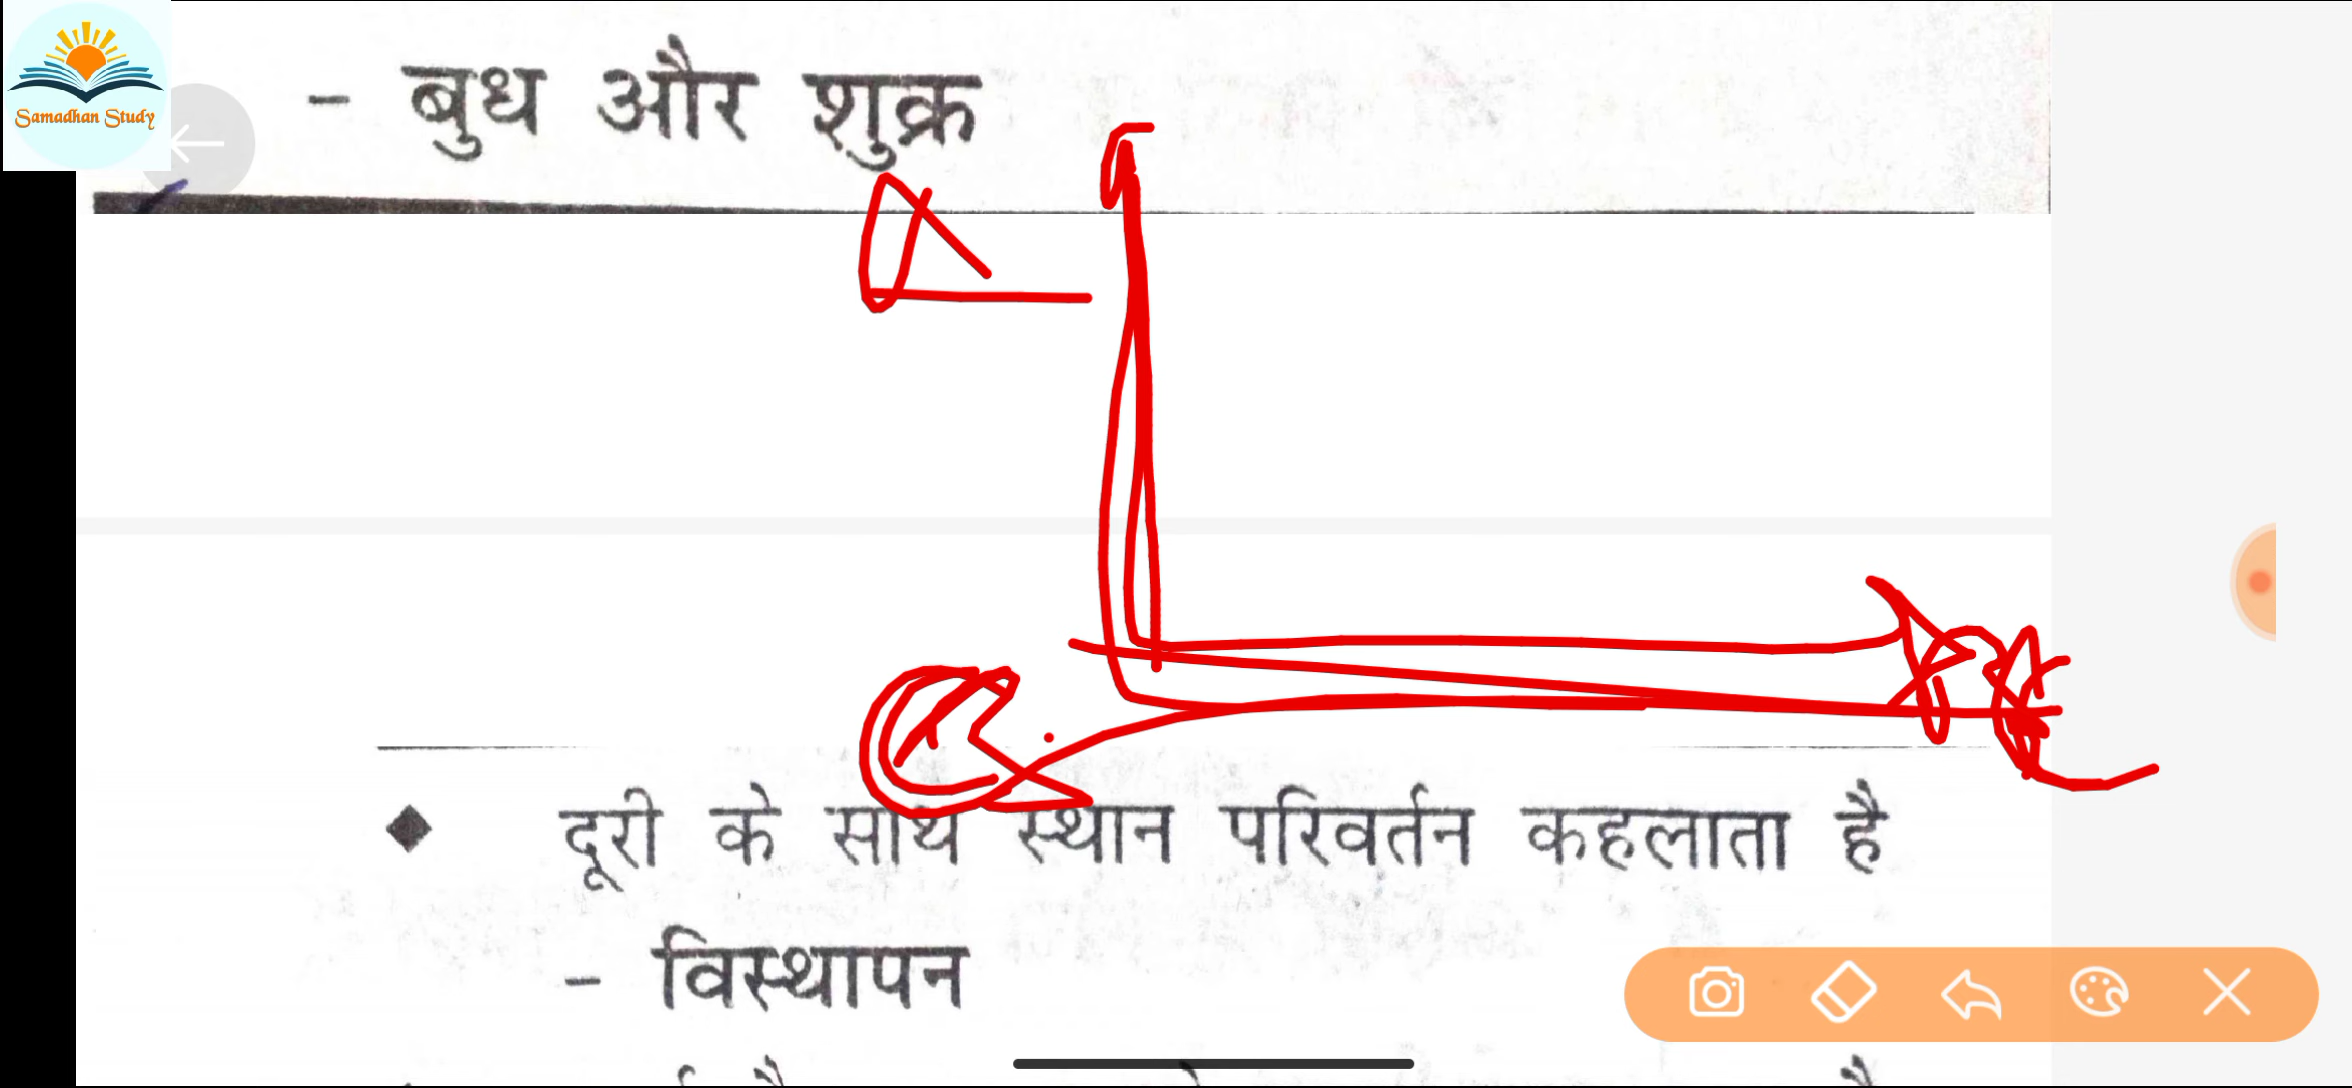 Samadhan Study
- बुध और शुक्र
◆ दूरी के साथ स्थान परिवर्तन कहलाता है
- विस्थापन